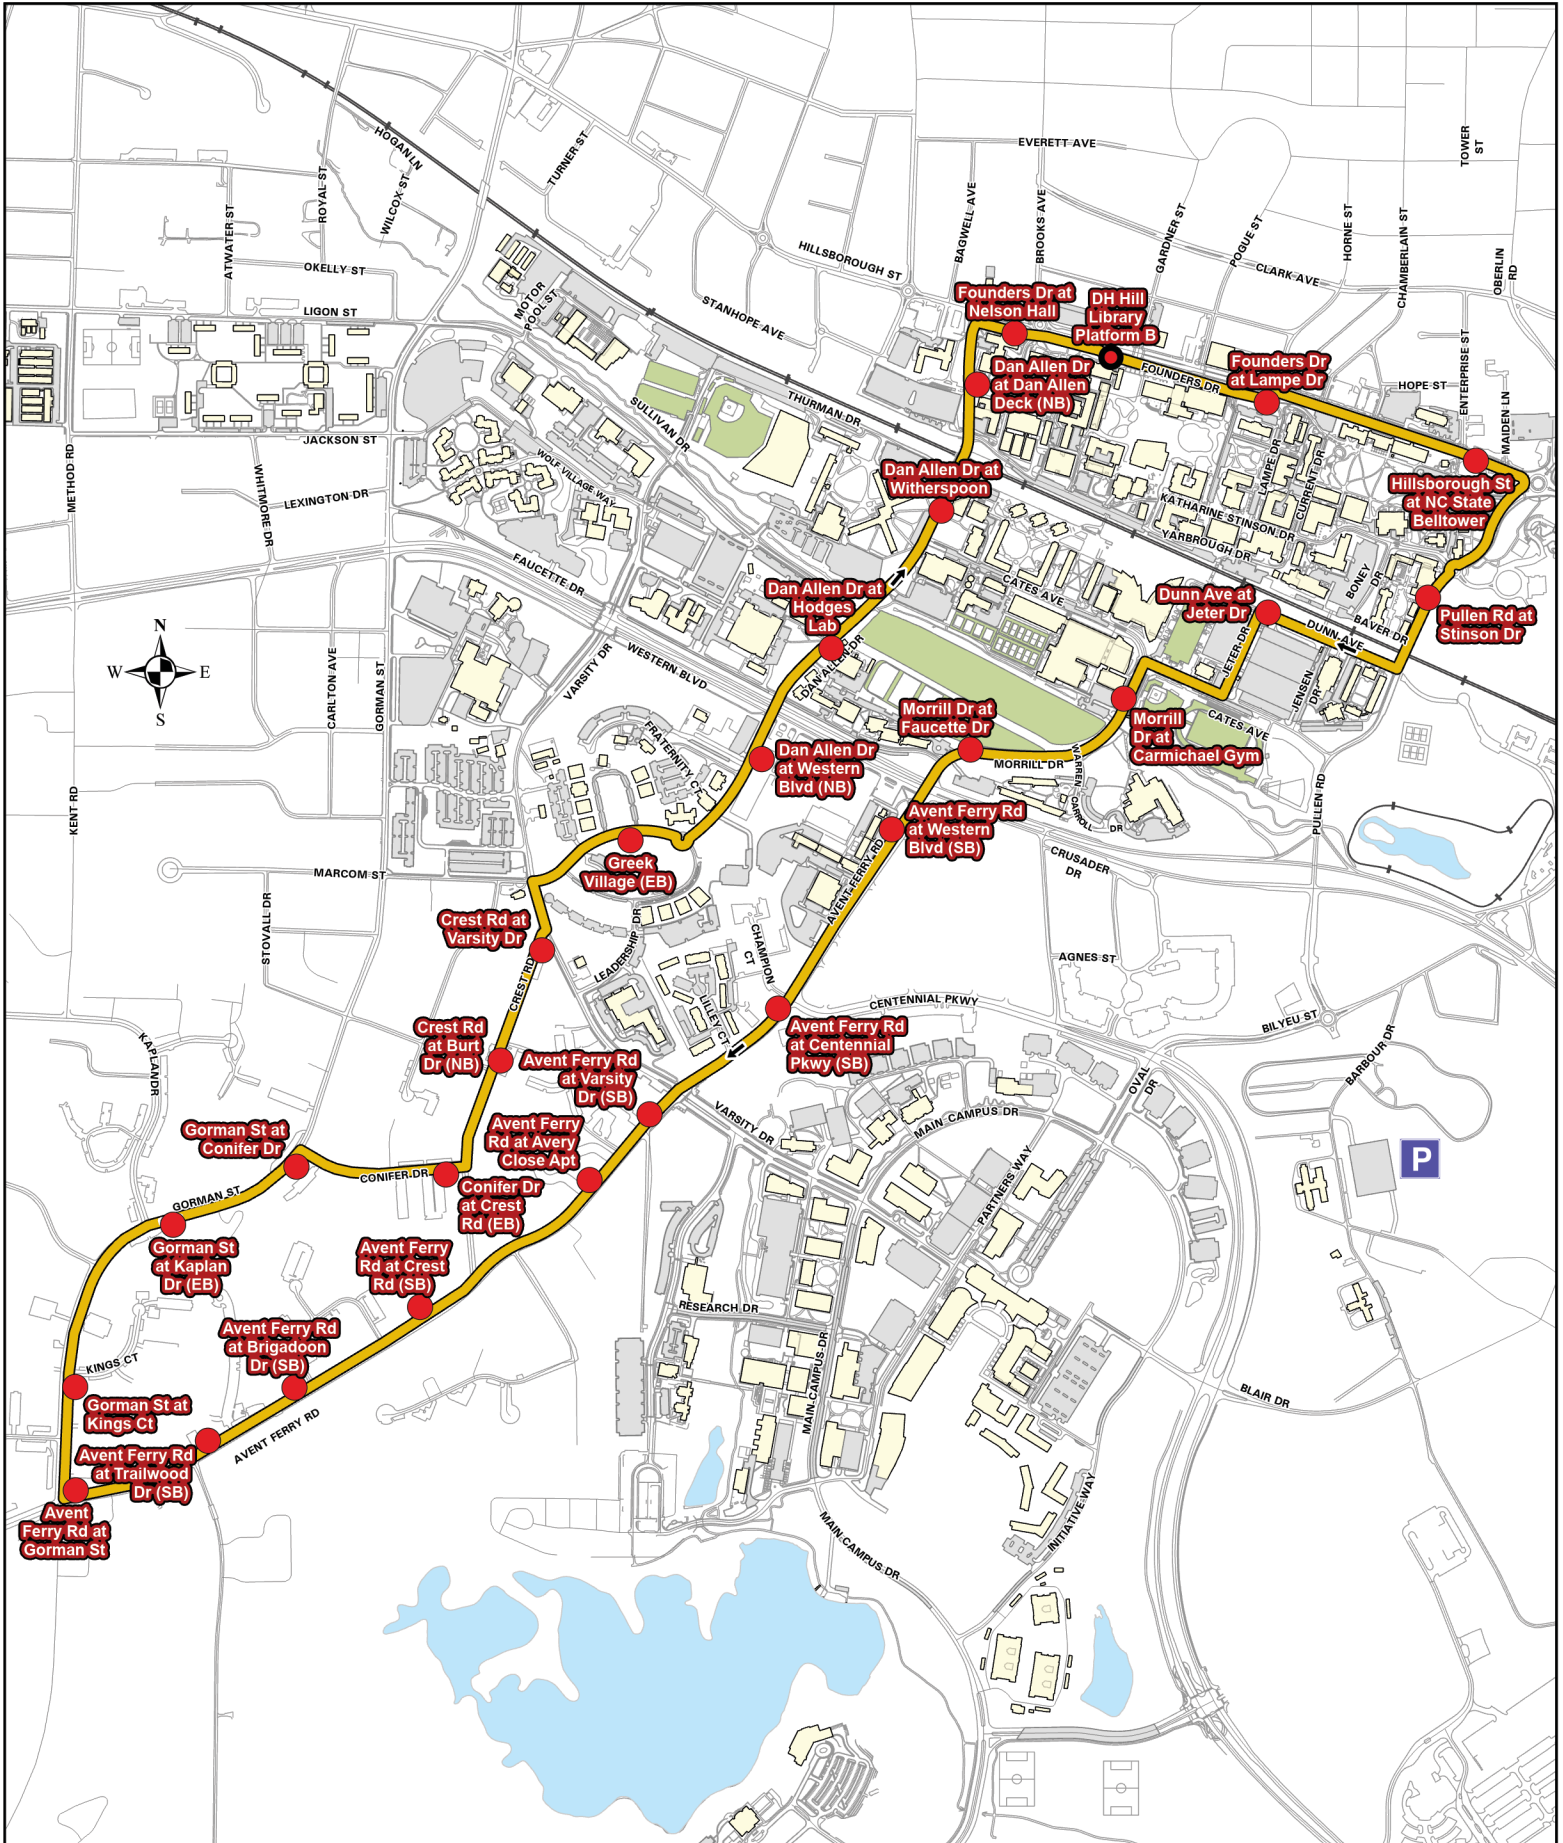 HOGAN LN
TURNER ST
EVERETT AVE
TOWER
ST
ROYAL ST
WILCOX ST
ATWATER ST
OKELLY ST
LIGON ST
MOTOR
POOL ST
HILLSBOROUGH ST
STANHOPE AVE
BAGWELL AVE
BROOKS AVE
GARDNER ST
POGUE ST
CLARK AVE
HORNE ST
CHAMBERLAIN ST
OBERLIN
RD
Founders Dr at
Nelson Hall
DH Hill
Library
Platform B
Founders Dr
at Lampe Dr
FOUNDERS DR
Dan Allen Dr
at Dan Allen
Deck (NB)
HOPE ST
ENTERPRISE ST
MAIDEN LN
THURMAN DR
SULLIVAN DR
JACKSON ST
METHOD RD
WHITMORE DR
LEXINGTON DR
WOLF VILLAGE WAY
Dan Allen Dr at
Witherspoon
LAMPE DR
CURRENT DR
Hillsborough St
at NC State
Belltower
KATHARINE STINSON DR
YARBROUGH DR
FAUCETTE DR
CATES AVE
BONEY
DR
BAVER DR
Dan Allen Dr at
Hodges
Lab
Dunn Ave at
Jeter Dr
Pullen Rd at
Stinson Dr
DUNN AVE
JETER DR
JENSEN
DR
N
W
E
S
CARLTON AVE
GORMAN ST
VARSITY DR
WESTERN BLVD
DAN ALLEN DR
Morrill Dr at
Faucette Dr
Morrill
Dr at
Carmichael Gym
CATES AVE
FRATERNITY CT
Dan Allen Dr
at Western
Blvd (NB)
MORRILL DR
WARREN
CARROLL
DR
PULLEN RD
KENT RD
Avent Ferry Rd
at Western
Blvd (SB)
AVENT FERRY RD
CRUSADER
DR
Greek
Village (EB)
MARCOM ST
STOVALL DR
Crest Rd at
Varsity Dr
LEADERSHIP DR
CHAMPION
CT
AGNES ST
CREST RD
LILLEY CT
CENTENNIAL PKWY
BILYEU ST
Crest Rd
at Burt
Dr (NB)
Avent Ferry Rd
at Centennial
Pkwy (SB)
KAPLAN DR
BARBOUR DR
Avent Ferry Rd
at Varsity
Dr (SB)
OVAL
DR
VARSITY DR
MAIN CAMPUS DR
Gorman St at
Conifer Dr
Avent Ferry
Rd at Avery
Close Apt
P
CONIFER DR
Conifer Dr
at Crest
Rd (EB)
GORMAN ST
PARTNERS WAY
Gorman St
at Kaplan
Dr (EB)
Avent Ferry
Rd at Crest
Rd (SB)
RESEARCH DR
Avent Ferry Rd
at Brigadoon
Dr (SB)
KINGS CT
MAIN CAMPUS DR
BLAIR DR
Gorman St at
Kings Ct
AVENT FERRY RD
Avent Ferry Rd
at Trailwood
Dr (SB)
Avent
Ferry Rd at
Gorman St
INITIATIVE WAY
MAIN CAMPUS DR